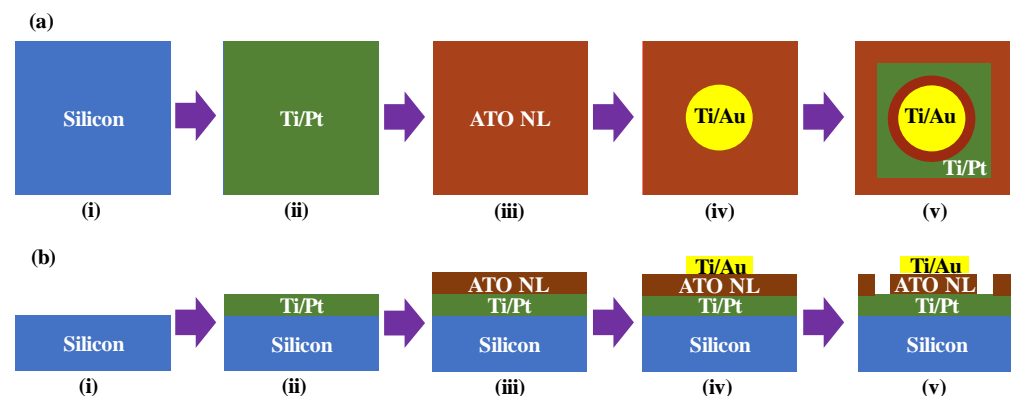 (a)
Silicon
Ti/Pt
ATO NL
Ti/Au
Ti/Au
Ti/Pt
(i)
(ii)
(iii)
(iv)
(v)
(b)
Ti/Au
Ti/Au
ATO NL
ATO NL
ATO NL
Ti/Pt
Ti/Pt
Ti/Pt
Ti/Pt
Silicon
Silicon
Silicon
Silicon
Silicon
(i)
(ii)
(iii)
(iv)
(v)